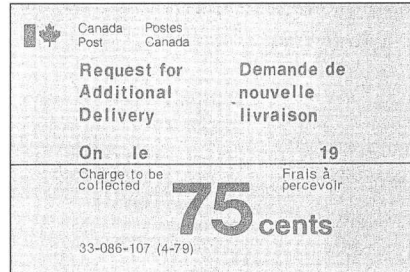 Canada Postes
Post Canada
Request for Demande de
Additional nouvelle
Delivery livraison
On le 19
Charge to be Frais à
collected percevoir
75 cents
33-086-107 (4-79)